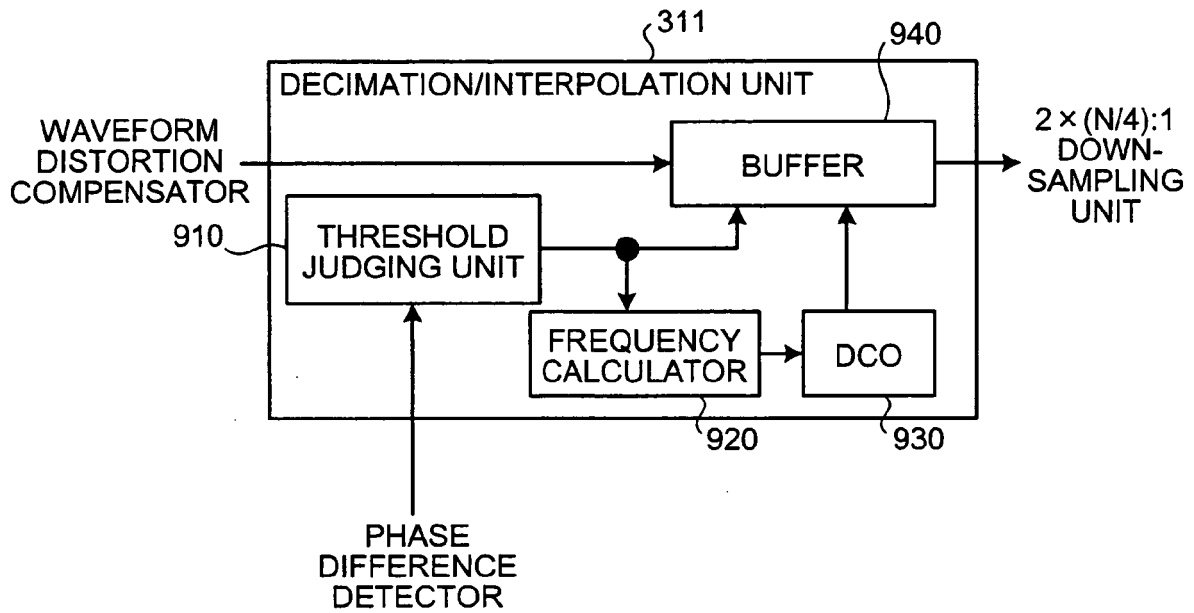 311
940
DECIMATION/INTERPOLATION UNIT
WAVEFORM
DISTORTION
COMPENSATOR
BUFFER
2 × (N/4):1
DOWN-
SAMPLING
UNIT
910
THRESHOLD
JUDGING UNIT
FREQUENCY
CALCULATOR
DCO
920
930
PHASE
DIFFERENCE
DETECTOR